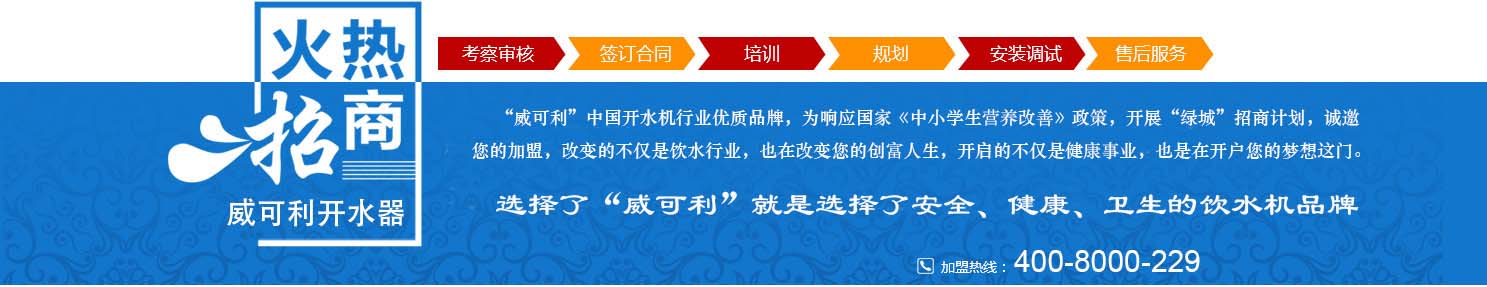 火热
招商
威可利开水器
考察审核 签订合同 培训 规划 安装调试 售后服务
“威可利”中国开水机行业优质品牌，为响应国家《中小学生营养改善》政策，开展“绿城”招商计划，诚邀
您的加盟，改变的不仅是饮水行业，也在改变您的创富人生，开启的不仅是健康事业，也是在开户您的梦想这门。
选择了“威可利”就是选择了安全、健康、卫生的饮水机品牌
加盟热线：400-8000-229